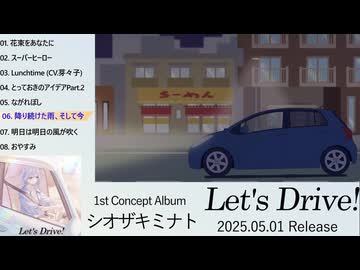 01. 花束をあなたに
02. スーパーヒーロー
03. Lunchtime (CV.芽々子)
04. とっておきのアイデアPart.2
05. ながれぼし
06. 降り続けた雨、そして今
07. 明日は明日の風が吹く
08. おやすみ
らーめん
Let's Drive!
1st Concept Album
シオザキミナト
Let's Drive!
2025.05.01 Release